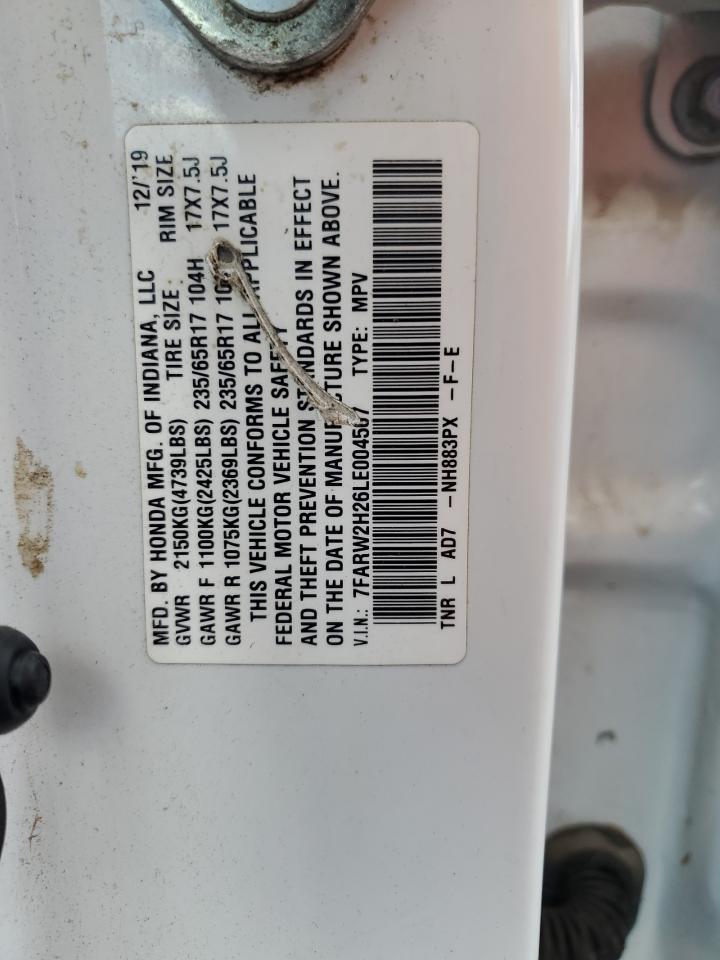 MFD. BY HONDA MFG. OF INDIANA, LLC 12/'19
GVWR 2150KG(4739LBS) TIRE SIZE RIM SIZE
GAWR F 1100KG(2425LBS) 235/65R17 104H 17X7.5J
GAWR R 1075KG(2369LBS) 235/65R17 17X7.5J
THIS VEHICLE CONFORMS TO ALL APPLICABLE
FEDERAL MOTOR VEHICLE SAFETY
AND THEFT PREVENTION STANDARDS IN EFFECT
ON THE DATE OF MANUFACTURE SHOWN ABOVE.
V.I.N.: TYPE: MPV
TNR L AD7 -NH883PX -F-E